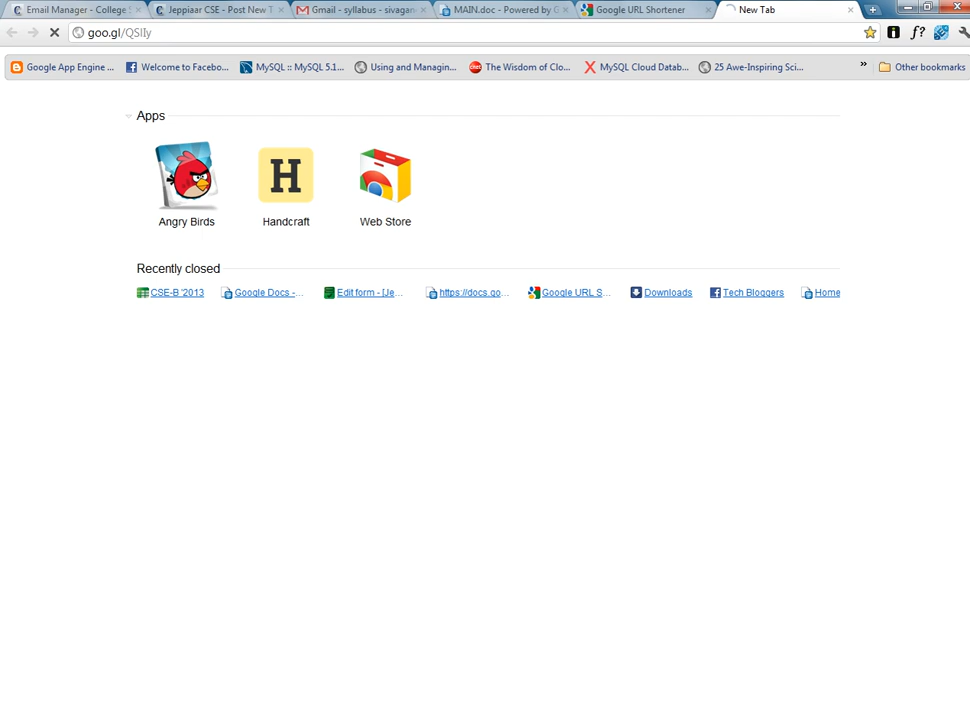 Email Manager - College S
Jeppiaar CSE - Post New T
Gmail - syllabus - sivagan
MAIN.doc - Powered by G
Google URL Shortener
New Tab
goo.gl/QSlIy
f?
Google App Engine ...
Welcome to Facebo...
MySQL :: MySQL 5.1...
Using and Managin...
The Wisdom of Clo...
MySQL Cloud Datab...
25 Awe-Inspiring Sci...
»
Other bookmarks
Apps
H
Angry Birds
Handcraft
Web Store
Recently closed
CSE-B '2013
Google Docs -...
Edit form - [Je...
https://docs.go...
Google URL S...
Downloads
Tech Bloggers
Home